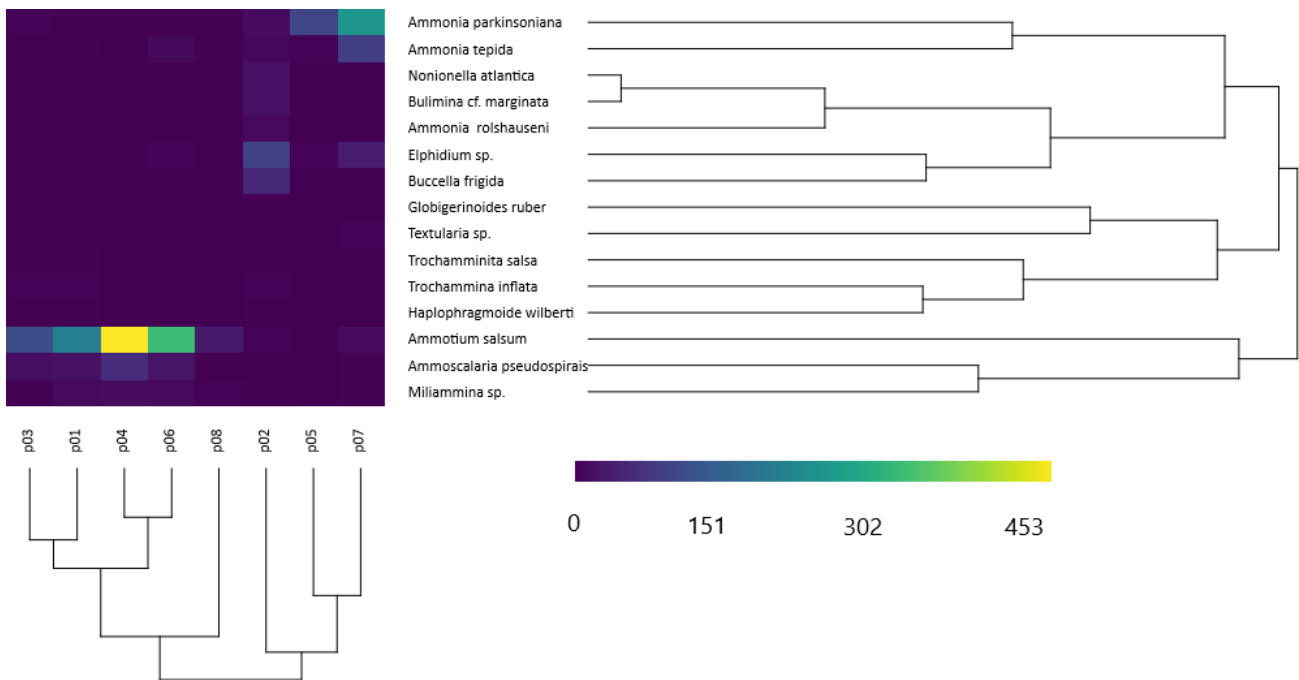 Ammonia parkinsoniana
Ammonia tepida
Nonionella atlantica
Bulimina cf. marginata
Ammonia rolshauseni
Elphidium sp.
Buccella frigida
Globigerinoides ruber
Textularia sp.
Trochamminita salsa
Trochammina inflata
Haplophragmoide wilberti
Ammotium salsum
Ammoscalaria pseudospirais
Miliammina sp.
p03 p01 p04 p06 p08 p02 p05 p07
0 151 302 453